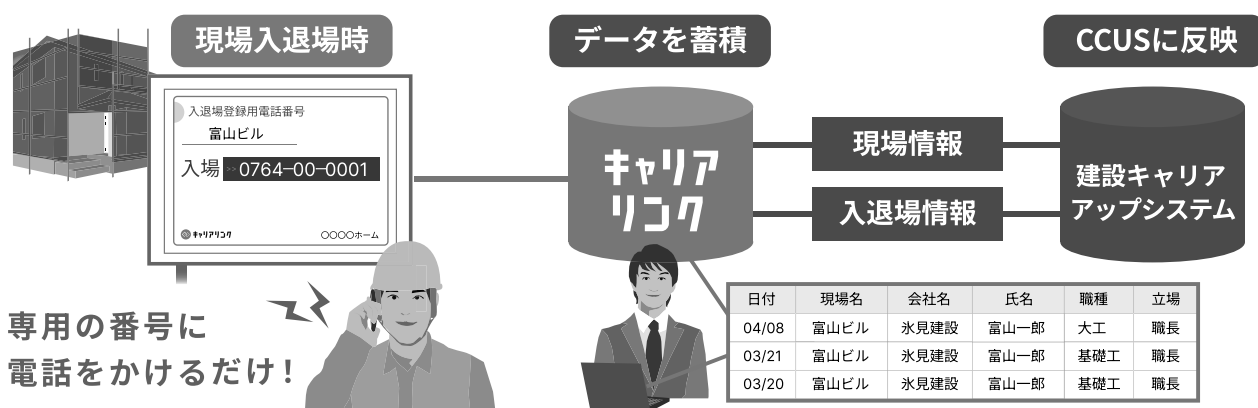 現場入退場時
入退場登録用電話番号
富山ビル
入場 >> 0764–00–0001
キャリアリンク
〇〇〇〇ホーム
専用の番号に
電話をかけるだけ！
データを蓄積
キャリア
リンク
現場情報
入退場情報
CCUSに反映
建設キャリア
アップシステム
日付 現場名 会社名 氏名 職種 立場
04/08 富山ビル 氷見建設 富山一郎 大工 職長
03/21 富山ビル 氷見建設 富山一郎 基礎工 職長
03/20 富山ビル 氷見建設 富山一郎 基礎工 職長